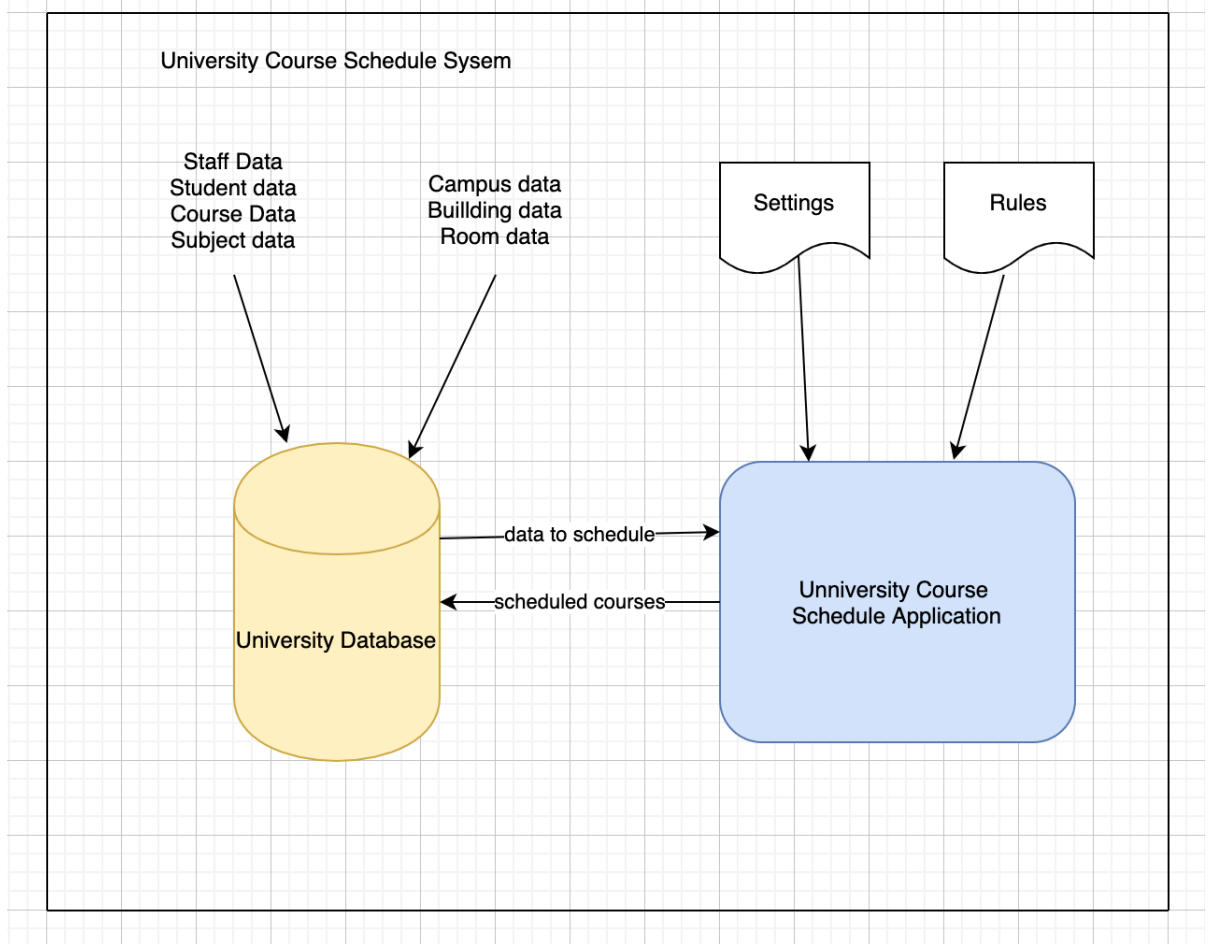 University Course Schedule Sysem
Staff Data
Student data
Course Data
Subject data
Campus data
Buillding data
Room data
Settings
Rules
data to schedule
scheduled courses
University Database
Unniversity Course
Schedule Application